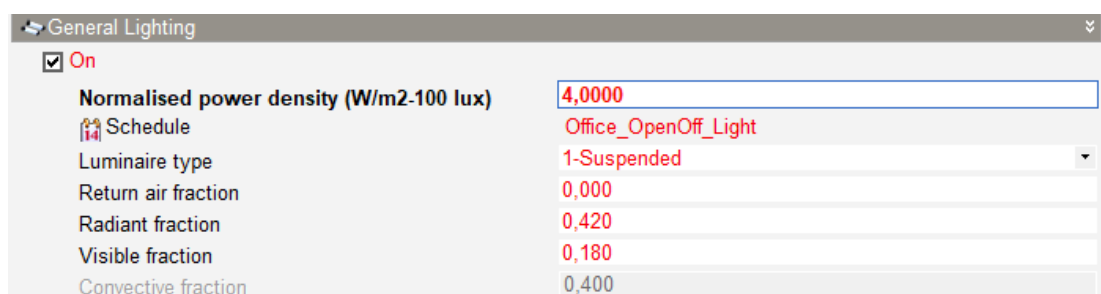 General Lighting
On
Normalised power density (W/m2-100 lux) 4,0000
14 Schedule Office_OpenOff_Light
Luminaire type 1-Suspended
Return air fraction 0,000
Radiant fraction 0,420
Visible fraction 0,180
Convective fraction 0,400